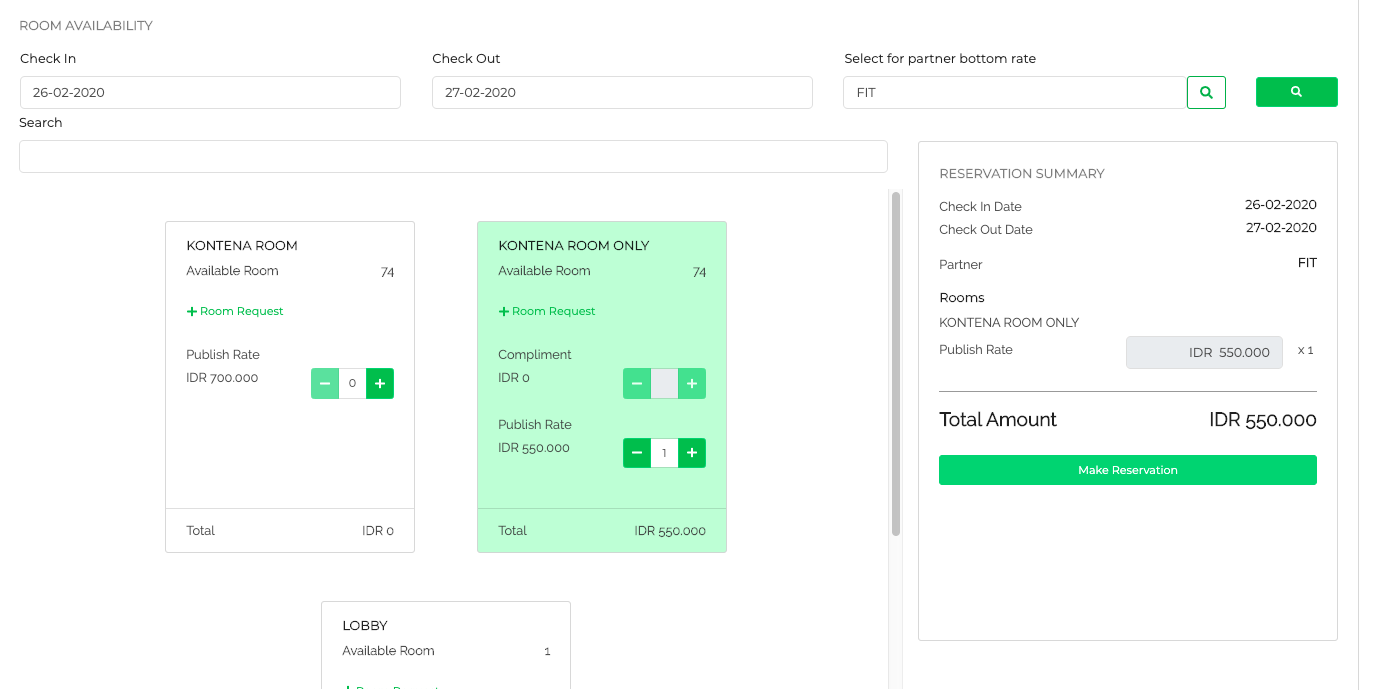 ROOM AVAILABILITY
Check In
Check Out
Select for partner bottom rate
26-02-2020
27-02-2020
FIT
Search
KONTENA ROOM
Available Room 74
Room Request
Publish Rate
IDR 700.000
0
Total IDR 0
KONTENA ROOM ONLY
Available Room 74
Room Request
Compliment
IDR 0
Publish Rate
IDR 550.000
1
Total IDR 550.000
LOBBY
Available Room 1
Room Request
RESERVATION SUMMARY
Check In Date 26-02-2020
Check Out Date 27-02-2020
Partner FIT
Rooms
KONTENA ROOM ONLY
Publish Rate IDR 550.000 x 1
Total Amount IDR 550.000
Make Reservation